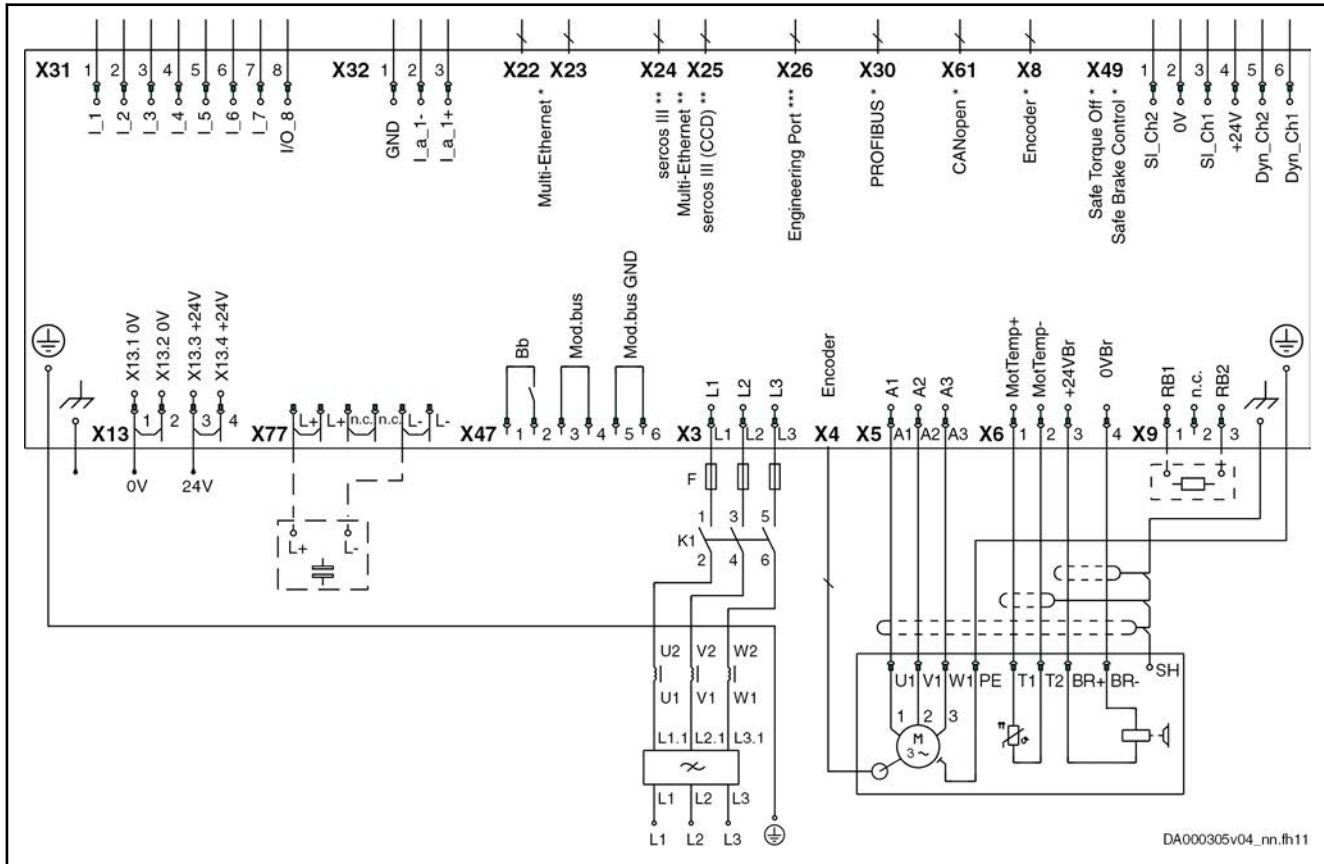 X31 1 2 3 4 5 6 7 8
I_1
I_2
I_3
I_4
I_5
I_6
I_7
I/O_8
X32 1 2 3
GND
I_a_1-
I_a_1+
X22 X23
Multi-Ethernet *
X24 X25
sercos III **
Multi-Ethernet **
sercos III (CCD) **
X26
Engineering Port ***
X30
PROFIBUS *
X61
CANopen *
X8
Encoder *
X49 1 2 3 4 5 6
Safe Torque Off *
Safe Brake Control *
SI_Ch2
0V
SI_Ch1
+24V
Dyn_Ch2
Dyn_Ch1
X13.1 0V
X13.2 0V
X13.3 +24V
X13.4 +24V
X13 1 2 3 4
0V 24V
X77 L+ L+ n.c. n.c. L- L-
L+ L-
Bb
Mod.bus
Mod.bus GND
X47 1 2 3 4 5 6
L1
L2
L3
X3 L1 L2 L3
F
1 3 5
K1
2 4 6
U2 V2 W2
U1 V1 W1
L1.1 L2.1 L3.1
L1 L2 L3
L1 L2 L3
Encoder
X4
A1
A2
A3
X5 A1 A2 A3
MotTemp+
MotTemp-
+24VBr
0VBr
X6 1 2 3 4
RB1
n.c.
RB2
X9 1 2 3
SH
U1 V1 W1 PE T1 T2 BR+ BR-
1 2 3
M
3 ~
ϑ
DA000305v04_nn.fh11